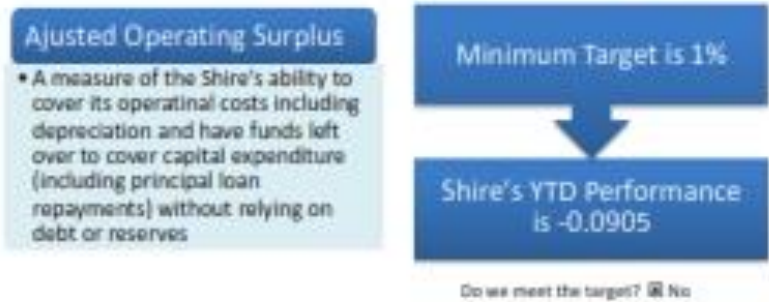 Ajusted Operating Surplus
• A measure of the Shire's ability to
cover its operatinal costs including
depreciation and have funds left
over to cover capital expenditure
(including principal loan
repayments) without relying on
debt or reserves
Minimum Target is 1%
Shire's YTD Performance
is -0.0905
Do we meet the target? ☒ No